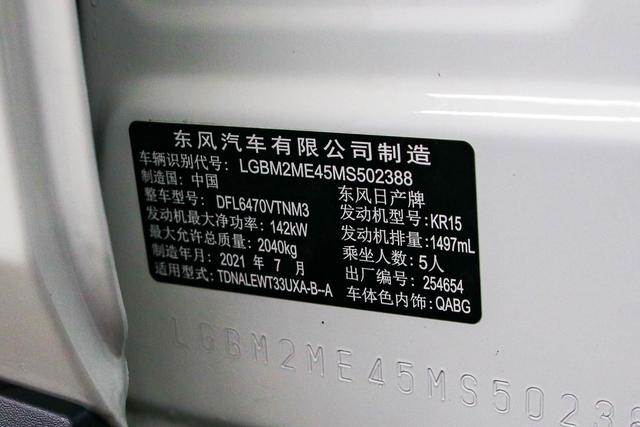 东风汽车有限公司制造
车辆识别代号：LGBM2ME45MS502388
制造国：中国 东风日产牌
整车型号：DFL6470VTNM3 发动机型号：KR15
发动机最大净功率：142kW 发动机排量：1497mL
最大允许总质量：2040kg 乘坐人数：5人
制造年月：2021 年 7 月 出厂编号：254654
适用型式：TDNALEWT33UXA-B-A 车体色内饰：QABG
LGBM2ME45MS50238